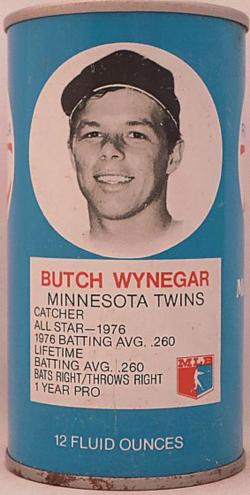 BUTCH WYNEGAR
MINNESOTA TWINS
CATCHER
ALL STAR—1976
1976 BATTING AVG. .260
LIFETIME
BATTING AVG. .260
BATS RIGHT/THROWS RIGHT
1 YEAR PRO
MLB
12 FLUID OUNCES